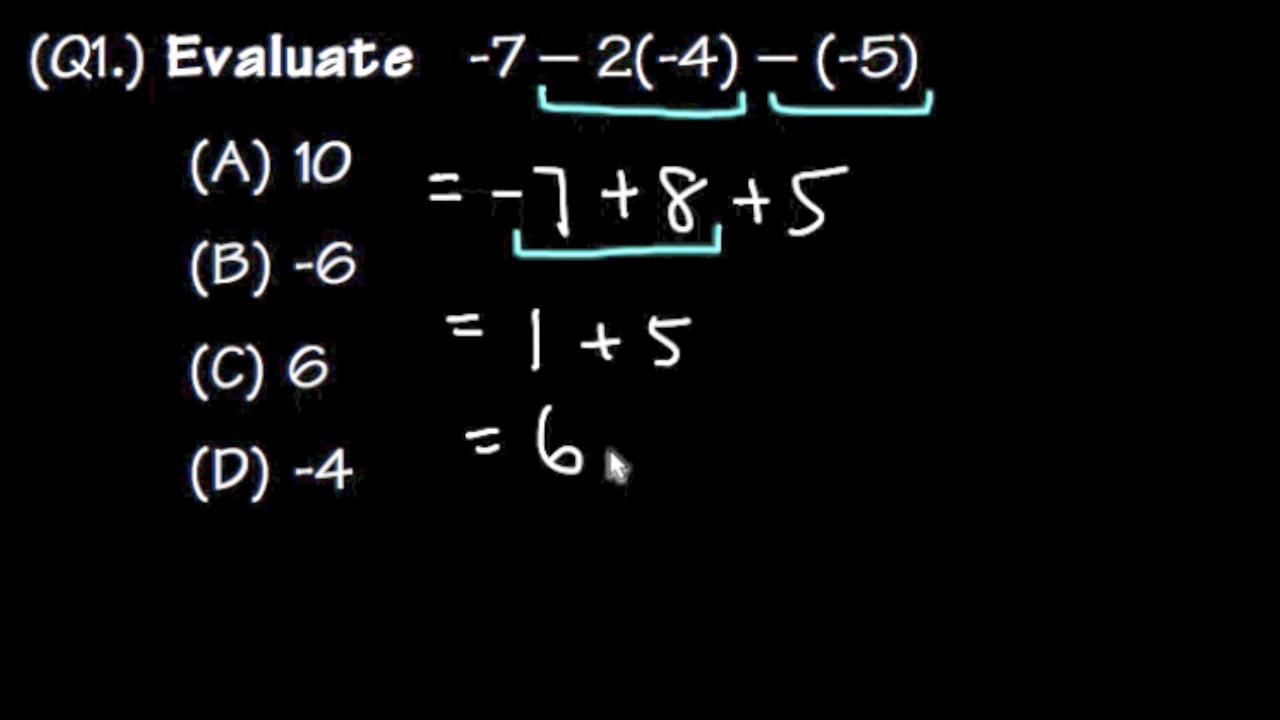 (Q1.) Evaluate -7 – 2(-4) – (-5)
(A) 10
= -7 + 8 + 5
(B) -6
= 1 + 5
(C) 6
= 6
(D) -4